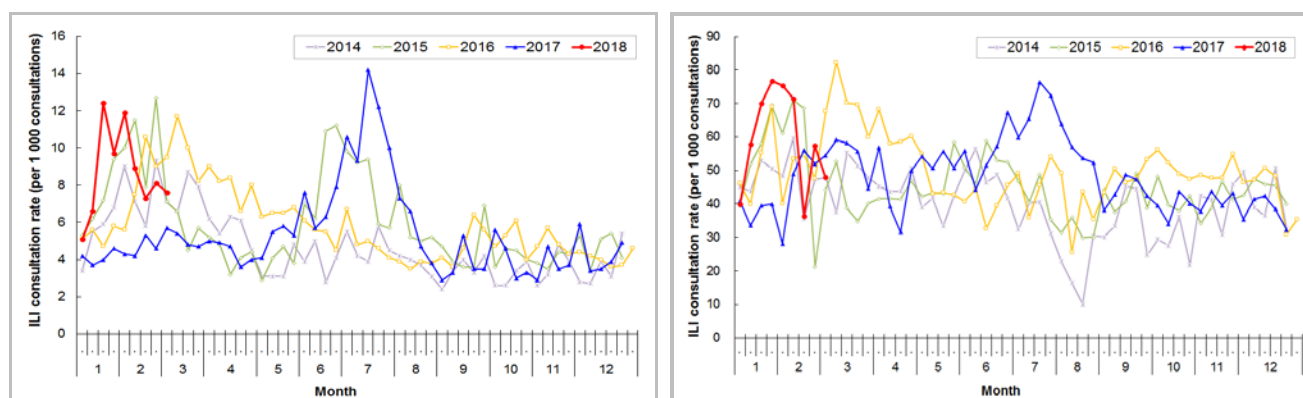 ILI consultation rate (per 1 000 consultations)
16
14
12
10
8
6
4
2
0
2014 2015 2016 2017 2018
1 2 3 4 5 6 7 8 9 10 11 12
Month
ILI consultation rate (per 1 000 consultations)
90
80
70
60
50
40
30
20
10
0
2014 2015 2016 2017 2018
1 2 3 4 5 6 7 8 9 10 11 12
Month